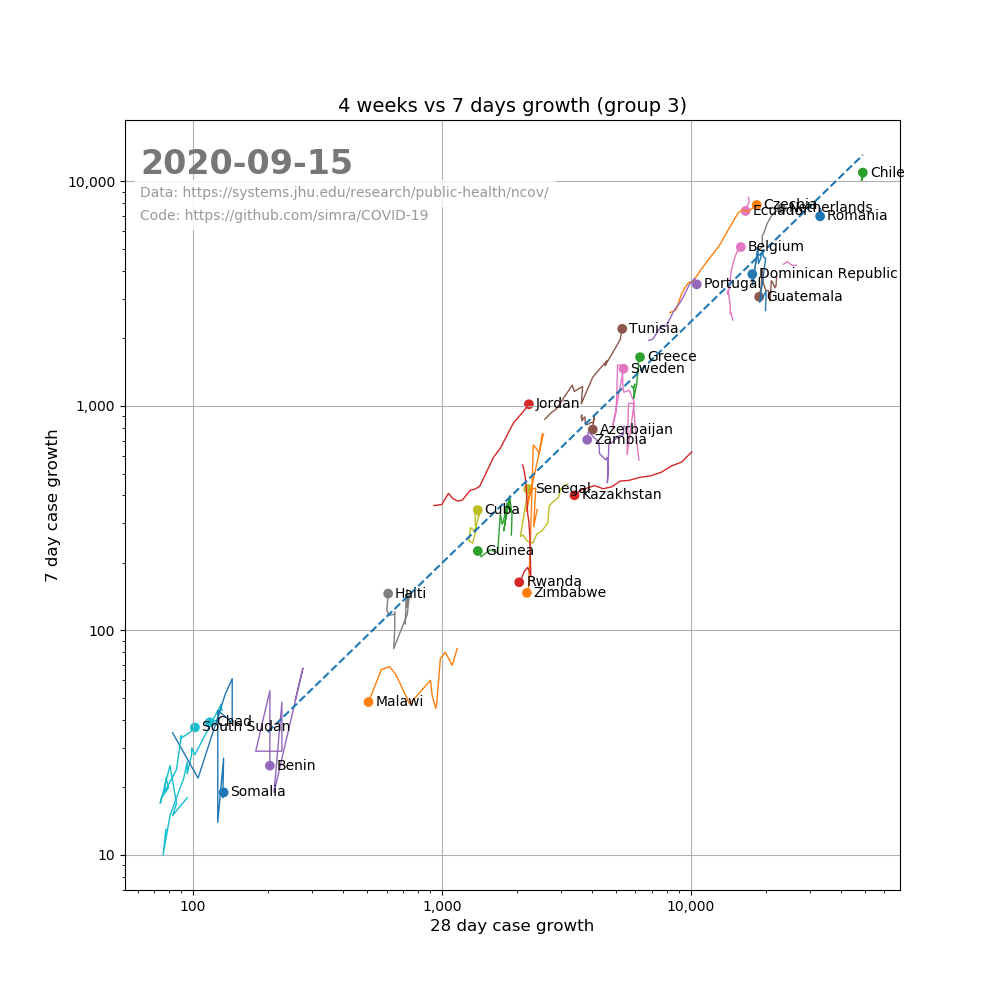 4 weeks vs 7 days growth (group 3)
2020-09-15
Data: https://systems.jhu.edu/research/public-health/ncov/
Code: https://github.com/simra/COVID-19
Chile
Czechia
Netherlands
Ecuador
Romania
Belgium
Dominican Republic
Portugal
Guatemala
Tunisia
Greece
Sweden
Jordan
Azerbaijan
Zambia
Senegal
Kazakhstan
Cuba
Guinea
Rwanda
Zimbabwe
Haiti
Malawi
Chad
South Sudan
Benin
Somalia
10,000
1,000
100
10
7 day case growth
100
1,000
10,000
28 day case growth